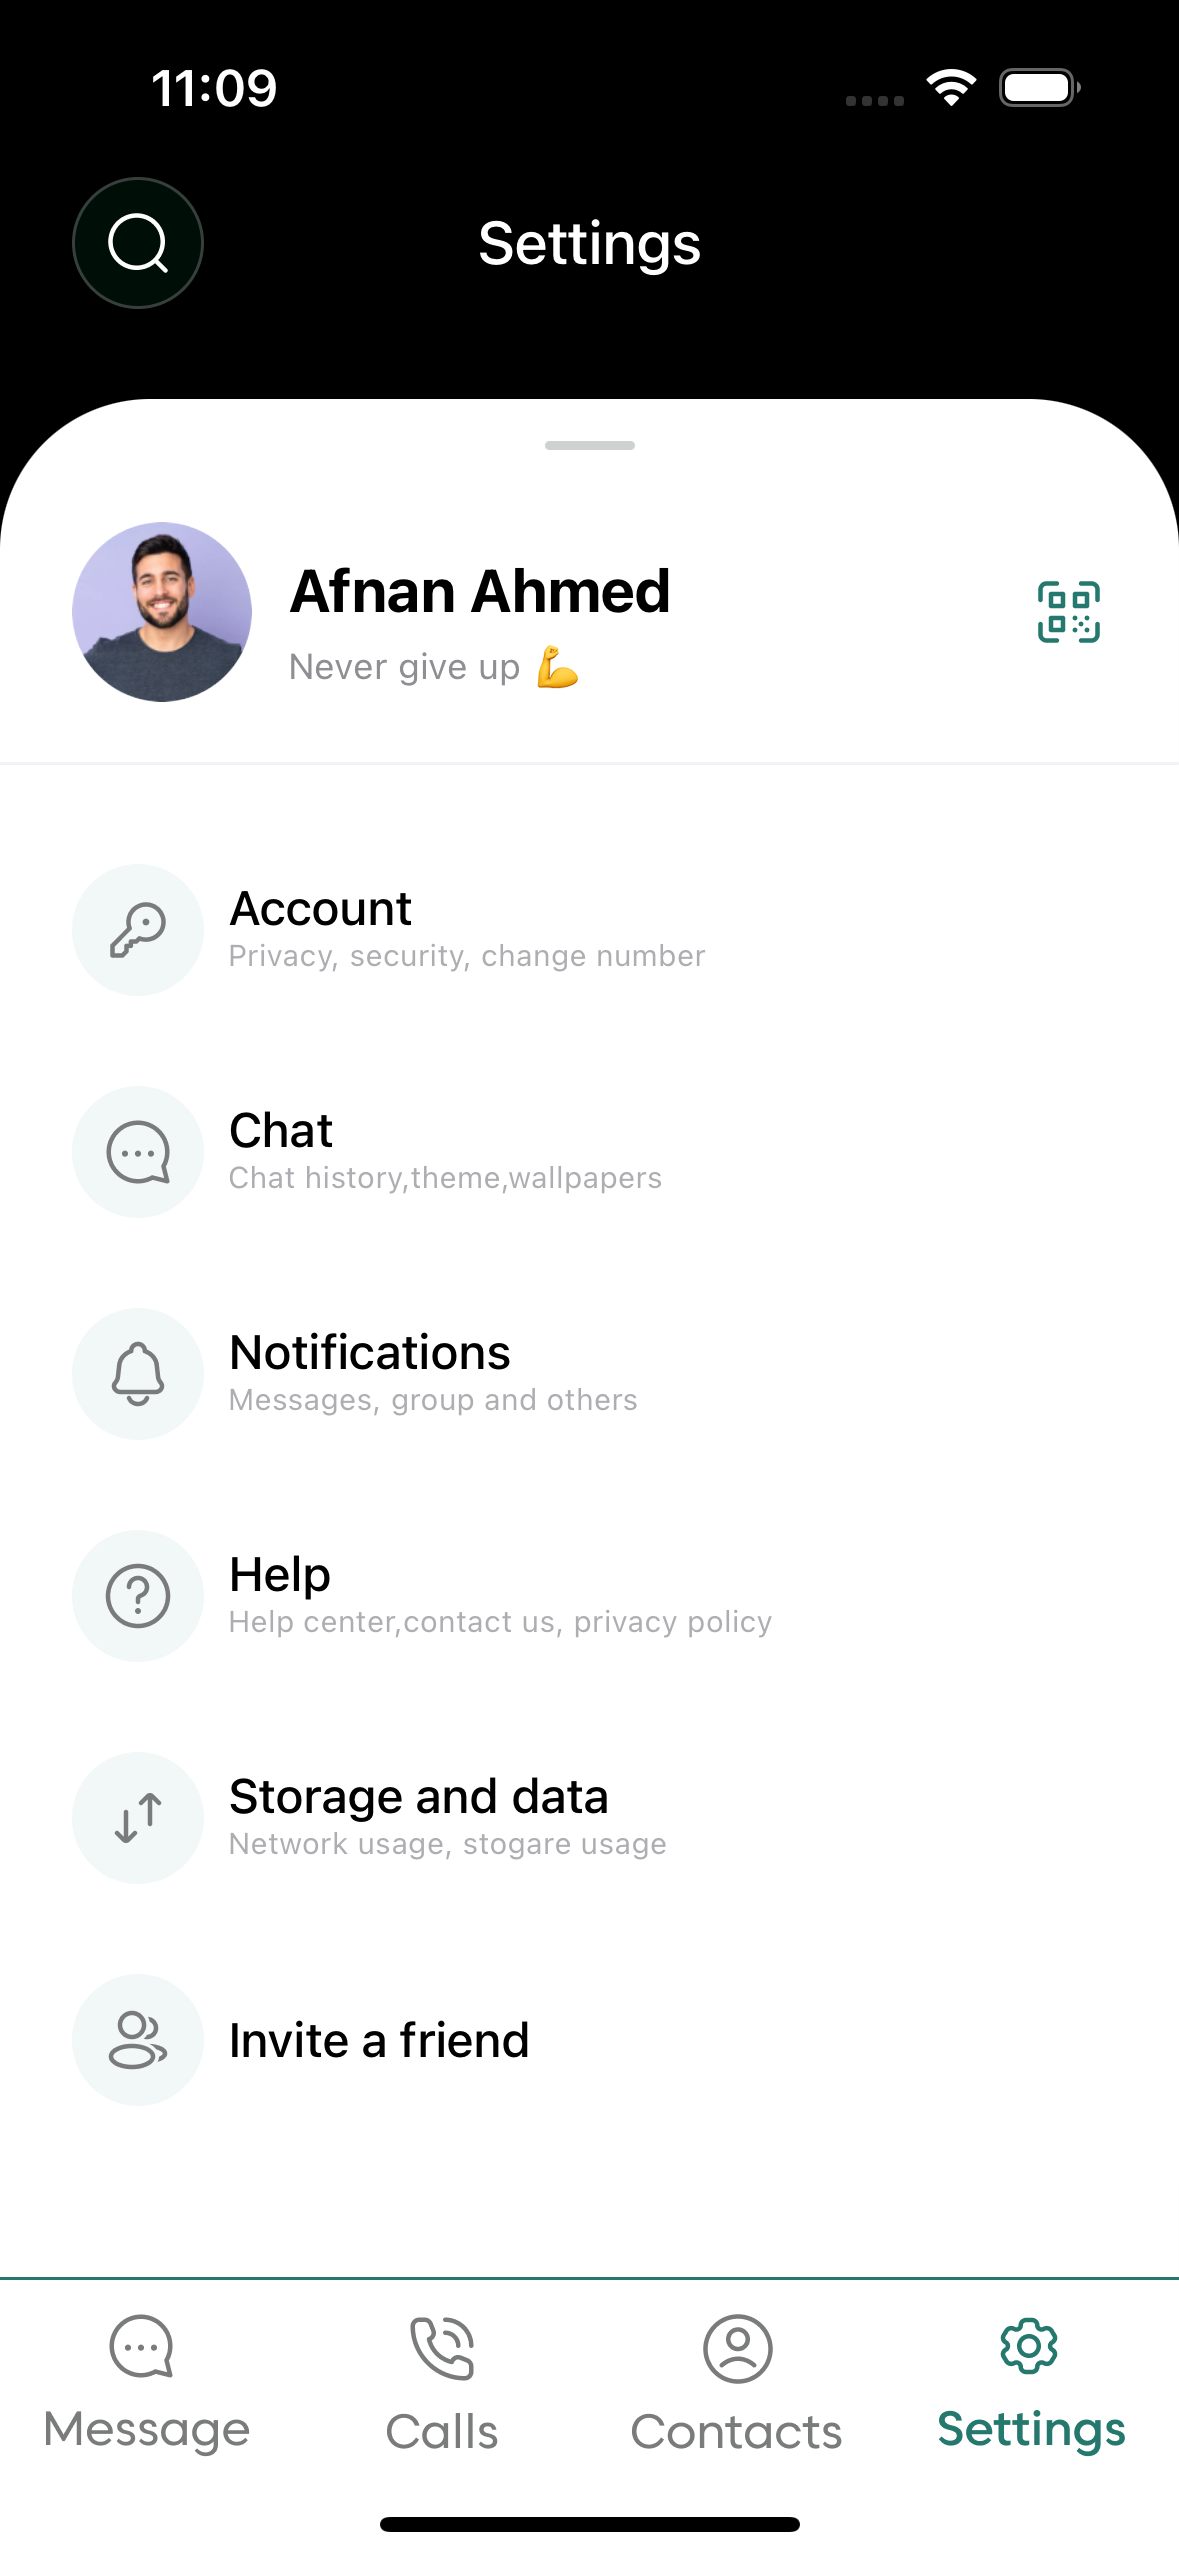 11:09
Settings
Afnan Ahmed
Never give up 💪
Account
Privacy, security, change number
Chat
Chat history,theme,wallpapers
Notifications
Messages, group and others
Help
Help center,contact us, privacy policy
Storage and data
Network usage, stogare usage
Invite a friend
Message
Calls
Contacts
Settings